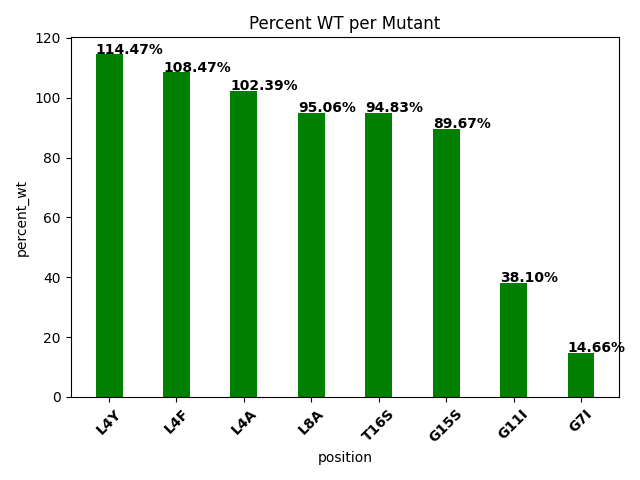 Percent WT per Mutant
percent_wt
120
100
80
60
40
20
0
114.47%
108.47%
102.39%
95.06%
94.83%
89.67%
38.10%
14.66%
L4Y
L4F
L4A
L8A
T16S
G15S
G11I
G7I
position